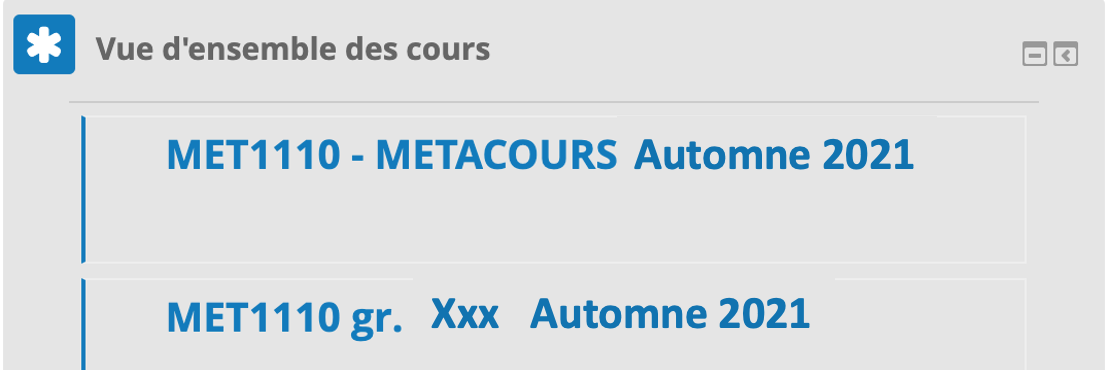 Vue d'ensemble des cours
MET1110 - METACOURS Automne 2021
MET1110 gr. Xxx Automne 2021